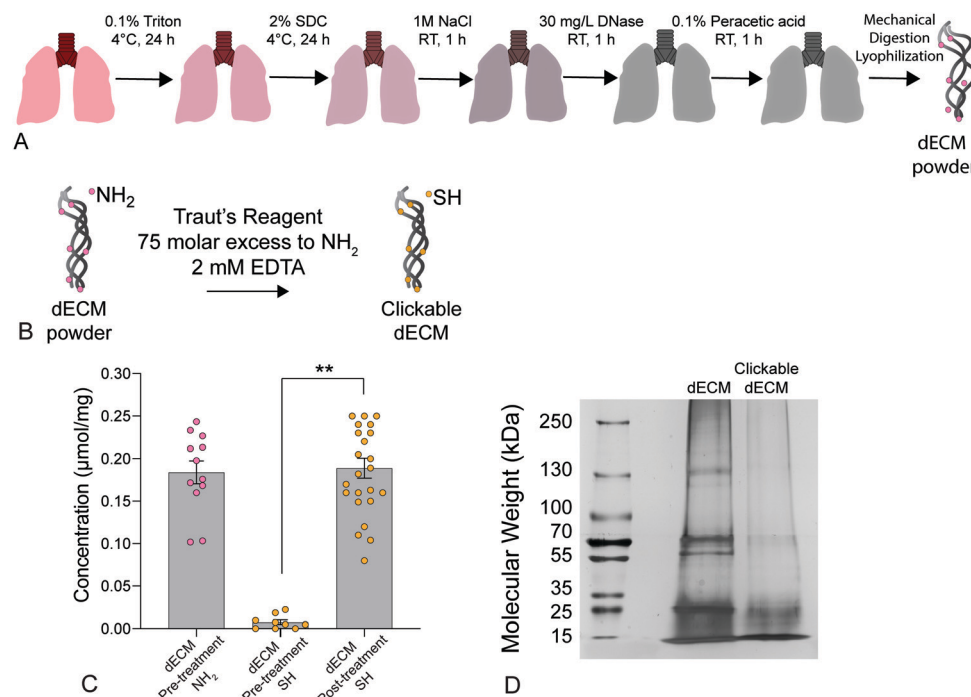 0.1% Triton
4°C, 24 h
2% SDC
4°C, 24 h
1M NaCl
RT, 1 h
30 mg/L DNase
RT, 1 h
0.1% Peracetic acid
RT, 1 h
Mechanical
Digestion
Lyophilization
dECM
powder
A
NH₂
dECM
powder
Traut's Reagent
75 molar excess to NH₂
2 mM EDTA
SH
Clickable
dECM
B
Concentration (µmol/mg)
0.30
0.25
0.20
0.15
0.10
0.05
0.00
**
dECM
Pre-treatment
NH₂
dECM
Pre-treatment
SH
dECM
Post-treatment
SH
C
Molecular Weight (kDa)
250
130
100
70
55
35
25
15
dECM
Clickable
dECM
D